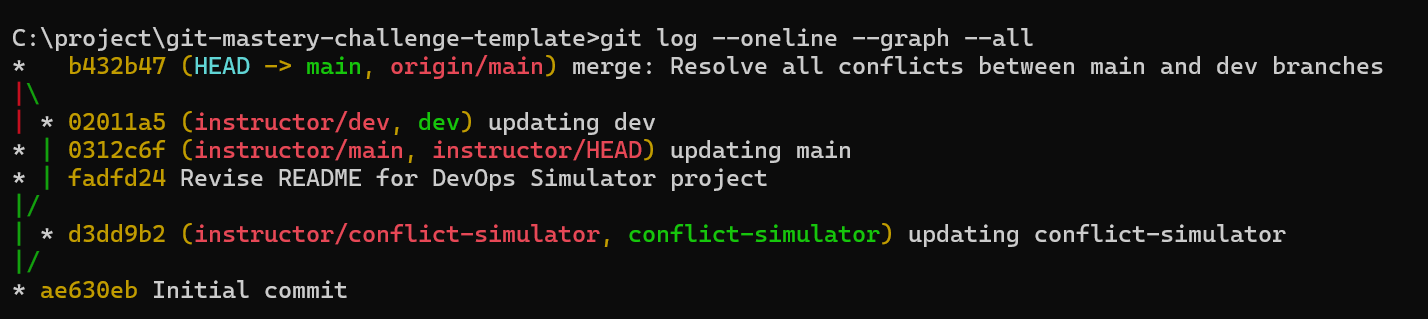 C:\project\git-mastery-challenge-template>git log --oneline --graph --all
*   b432b47 (HEAD -> main, origin/main) merge: Resolve all conflicts between main and dev branches
|\
| * 02011a5 (instructor/dev, dev) updating dev
* | 0312c6f (instructor/main, instructor/HEAD) updating main
* | fadfd24 Revise README for DevOps Simulator project
|/
| * d3dd9b2 (instructor/conflict-simulator, conflict-simulator) updating conflict-simulator
|/
* ae630eb Initial commit